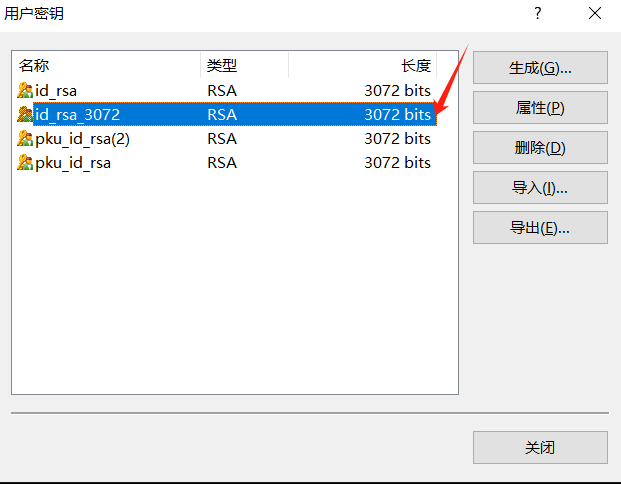 用户密钥
?
名称 类型 长度
id_rsa RSA 3072 bits
id_rsa_3072 RSA 3072 bits
pku_id_rsa(2) RSA 3072 bits
pku_id_rsa RSA 3072 bits
生成(G)...
属性(P)
删除(D)
导入(I)...
导出(E)...
关闭